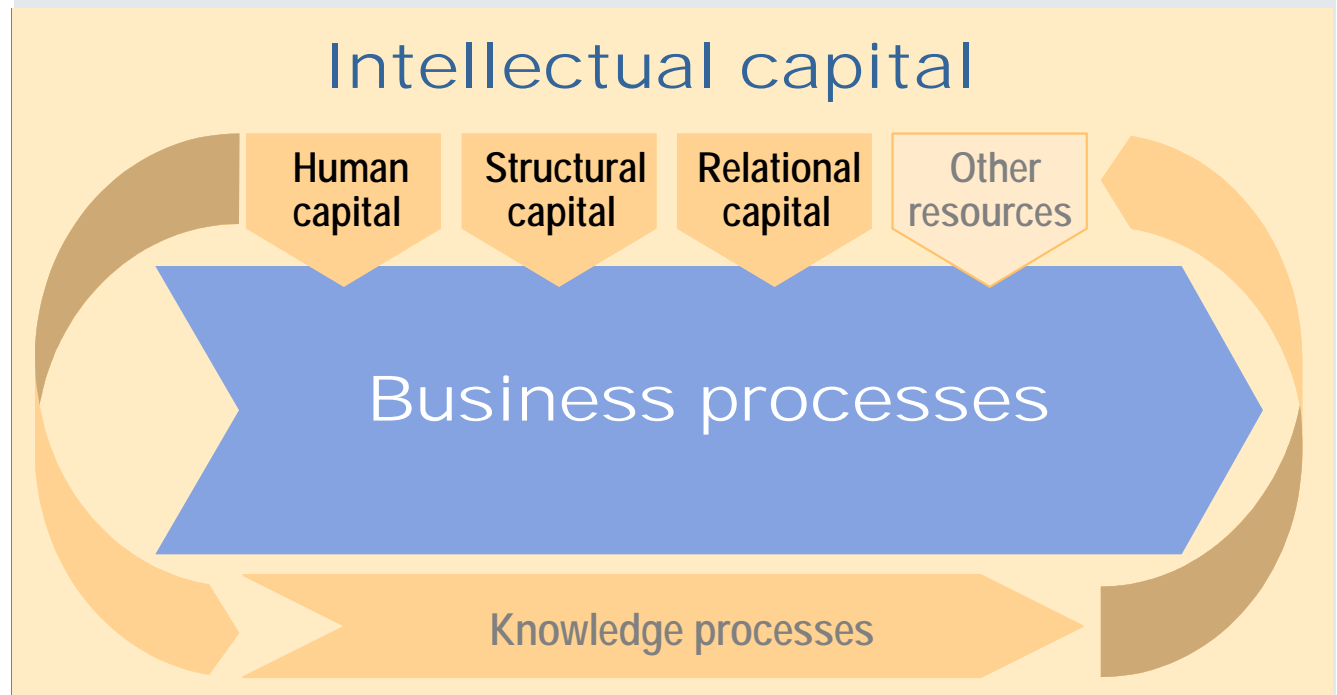 Intellectual capital
Human
capital
Structural
capital
Relational
capital
Other
resources
Business processes
Knowledge processes